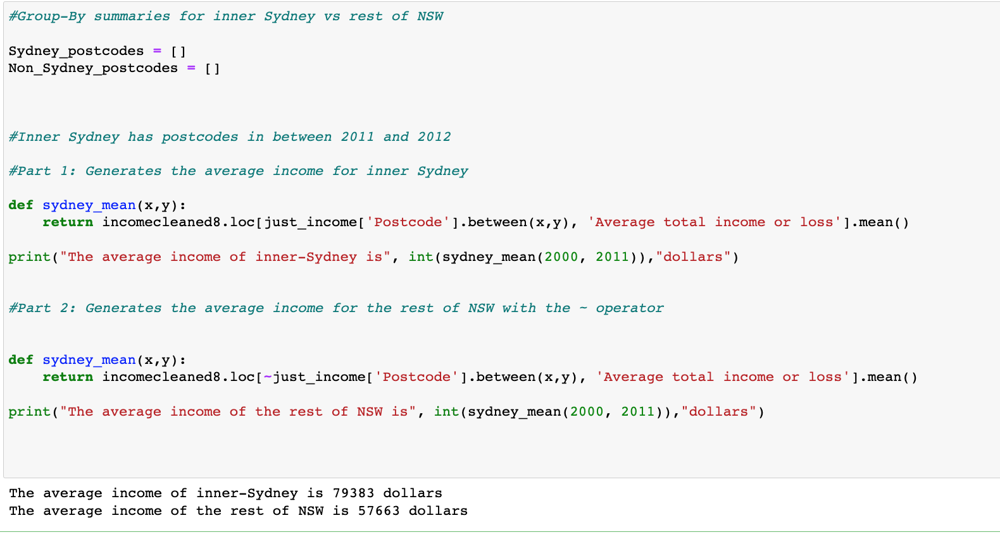 #Group-By summaries for inner Sydney vs rest of NSW
Sydney_postcodes = []
Non_Sydney_postcodes = []
#Inner Sydney has postcodes in between 2011 and 2012
#Part 1: Generates the average income for inner Sydney
def sydney_mean(x,y):
    return incomecleaned8.loc[just_income['Postcode'].between(x,y), 'Average total income or loss'].mean()
print("The average income of inner-Sydney is", int(sydney_mean(2000, 2011)),"dollars")
#Part 2: Generates the average income for the rest of NSW with the ~ operator
def sydney_mean(x,y):
    return incomecleaned8.loc[~just_income['Postcode'].between(x,y), 'Average total income or loss'].mean()
print("The average income of the rest of NSW is", int(sydney_mean(2000, 2011)),"dollars")
The average income of inner-Sydney is 79383 dollars
The average income of the rest of NSW is 57663 dollars